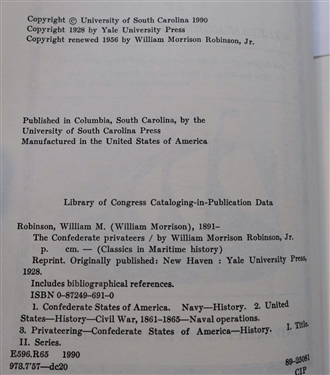 Copyright © University of South Carolina 1990
Copyright 1928 by Yale University Press
Copyright renewed 1956 by William Morrison Robinson, Jr.
Published in Columbia, South Carolina, by the
University of South Carolina Press
Manufactured in the United States of America
Library of Congress Cataloging-in-Publication Data
Robinson, William M. (William Morrison), 1891–
The Confederate privateers / by William Morrison Robinson, Jr.
p. cm. — (Classics in Maritime history)
Reprint. Originally published: New Haven : Yale University Press,
1928.
Includes bibliographical references.
ISBN 0-87249-691-0
1. Confederate States of America. Navy—History. 2. United
States—History—Civil War, 1861-1865—Naval operations.
3. Privateering—Confederate States of America—History. I. Title.
II. Series.
E596.R65 1990
973.7'57—dc20 89-25081
CIP